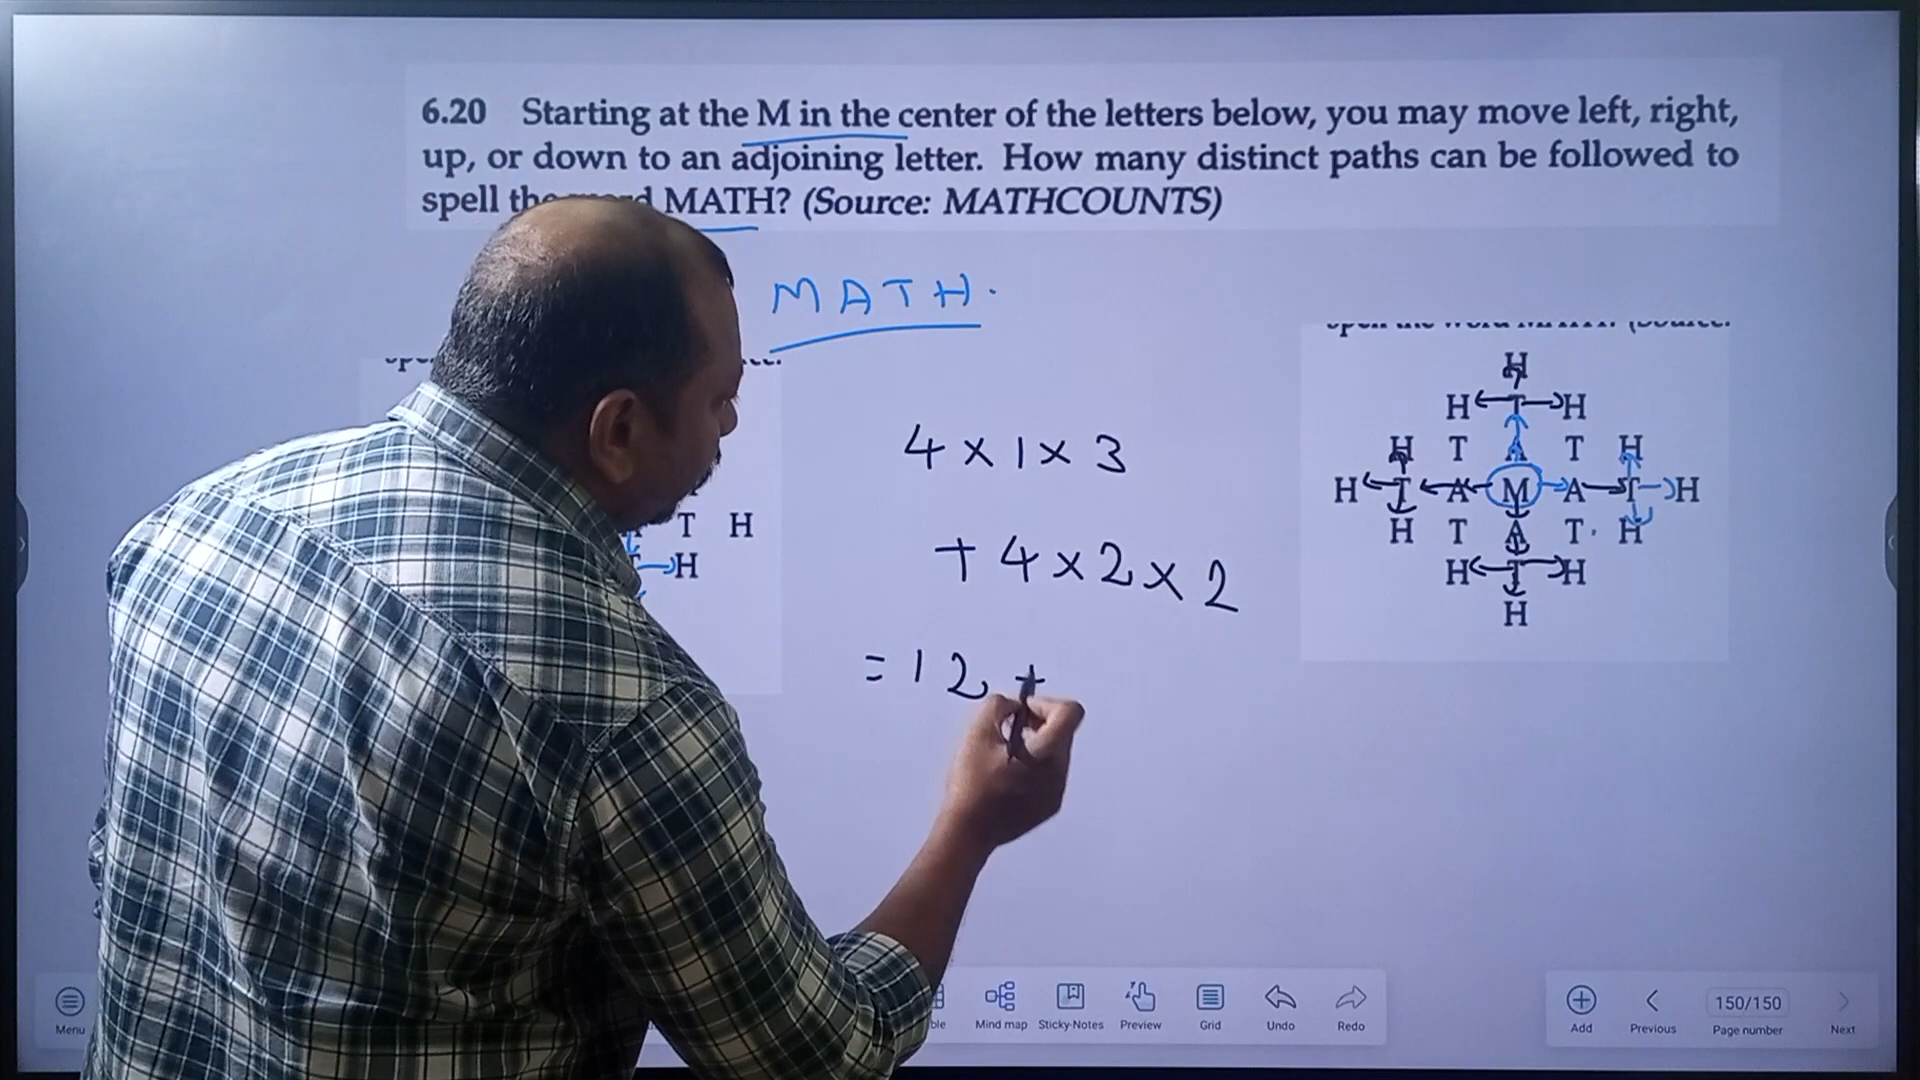 6.20 Starting at the M in the center of the letters below, you may move left, right,
up, or down to an adjoining letter. How many distinct paths can be followed to
spell the MATH? (Source: MATHCOUNTS)
MATH.
4 × 1 × 3
+ 4 × 2 × 2
= 12 +
T H
H
H
H T H
H T A T H
H T A M A T H
H T A T H
H T H
H
Menu
Mind map
Sticky-Notes
Preview
Grid
Undo
Redo
Add
Previous
150/150
Page number
Next